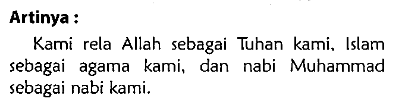 Artinya :
Kami rela Allah sebagai Tuhan kami, Islam
sebagai agama kami, dan nabi Muhammad
sebagai nabi kami.